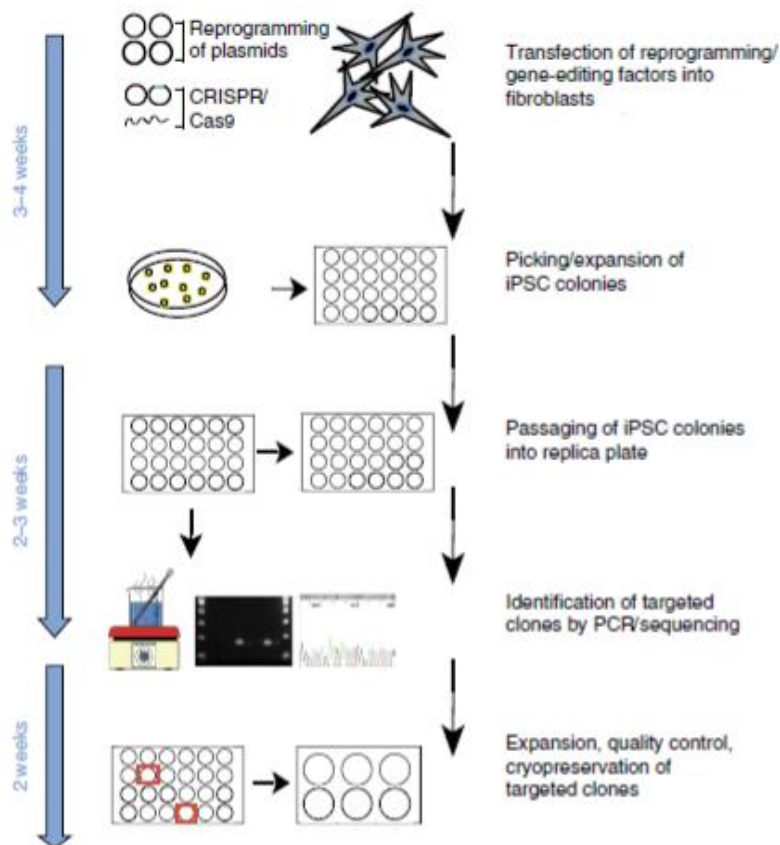 Reprogramming
of plasmids
CRISPR/
Cas9
Transfection of reprogramming/
gene-editing factors into
fibroblasts
3–4 weeks
Picking/expansion of
iPSC colonies
Passaging of iPSC colonies
into replica plate
2–3 weeks
Identification of targeted
clones by PCR/sequencing
2 weeks
Expansion, quality control,
cryopreservation of
targeted clones